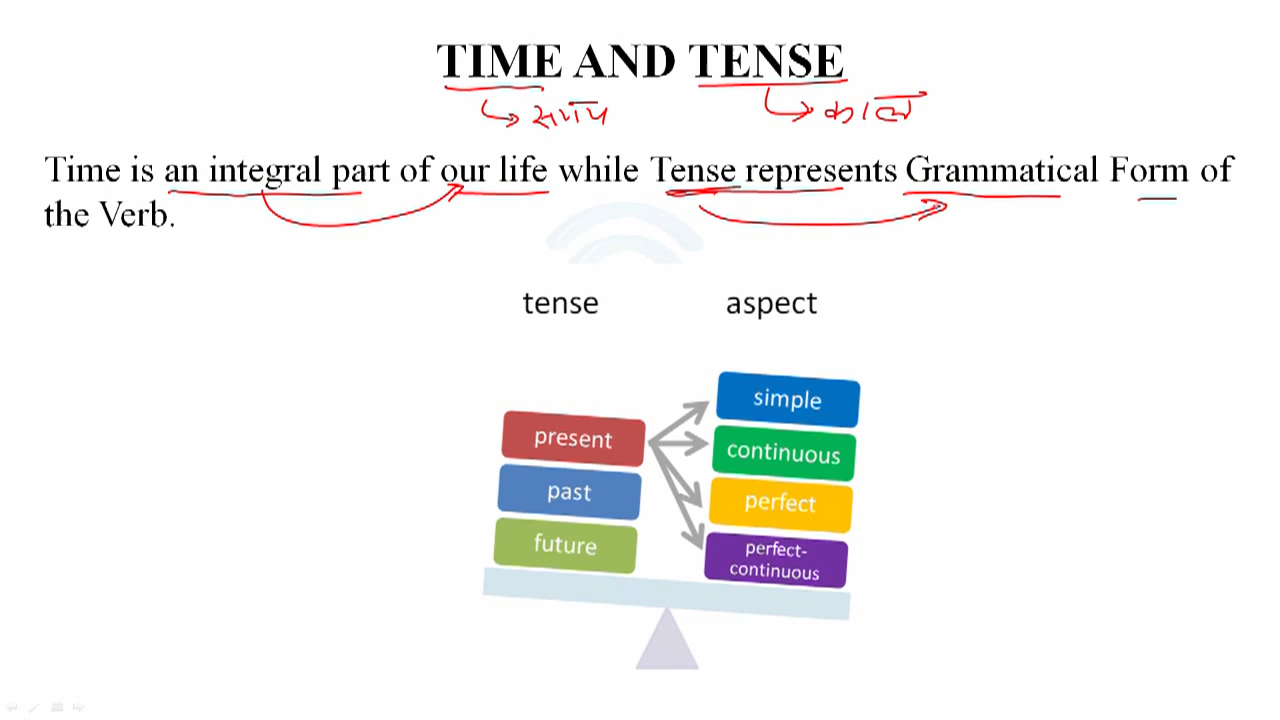 TIME AND TENSE
समय काल
Time is an integral part of our life while Tense represents Grammatical Form of
the Verb.
tense aspect
simple
present
continuous
past
perfect
future
perfect-
continuous